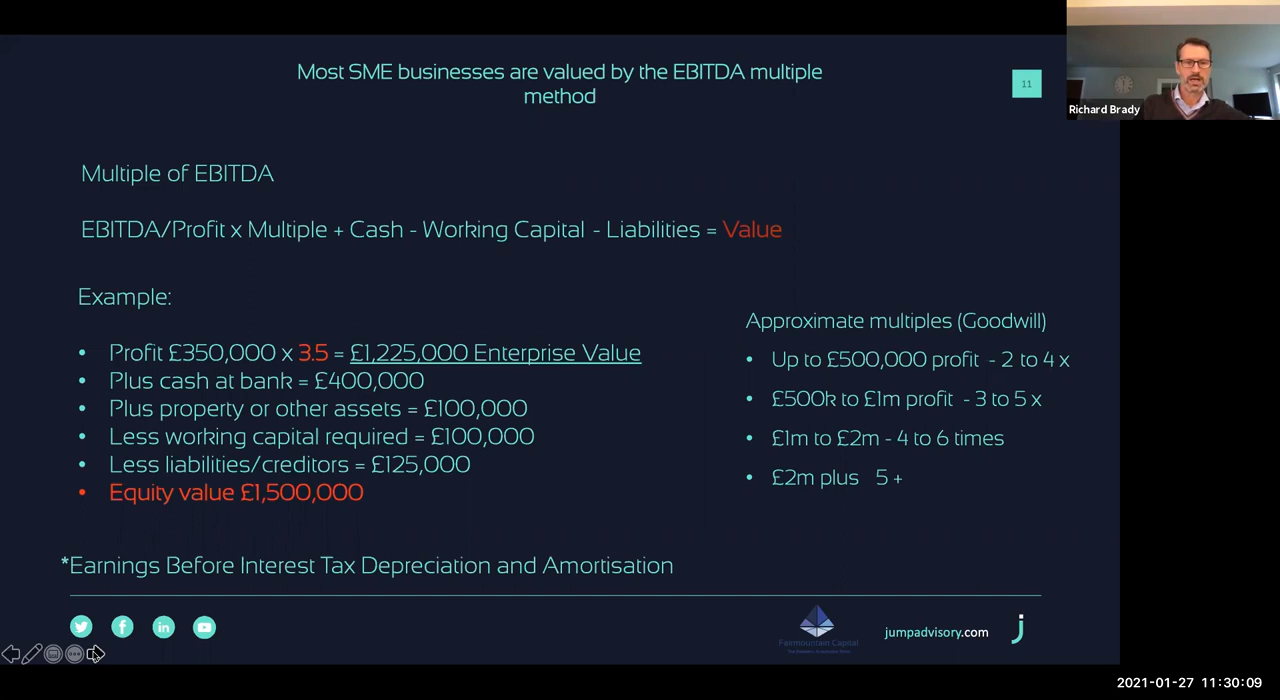 Most SME businesses are valued by the EBITDA multiple
method
11
Richard Brady
Multiple of EBITDA
EBITDA/Profit x Multiple + Cash - Working Capital - Liabilities = Value
Example:
• Profit £350,000 x 3.5 = £1,225,000 Enterprise Value
• Plus cash at bank = £400,000
• Plus property or other assets = £100,000
• Less working capital required = £100,000
• Less liabilities/creditors = £125,000
• Equity value £1,500,000
Approximate multiples (Goodwill)
• Up to £500,000 profit - 2 to 4 x
• £500k to £1m profit - 3 to 5 x
• £1m to £2m - 4 to 6 times
• £2m plus 5 +
*Earnings Before Interest Tax Depreciation and Amortisation
Fairmountain Capital
jumpadvisory.com
j
2021-01-27 11:30:09